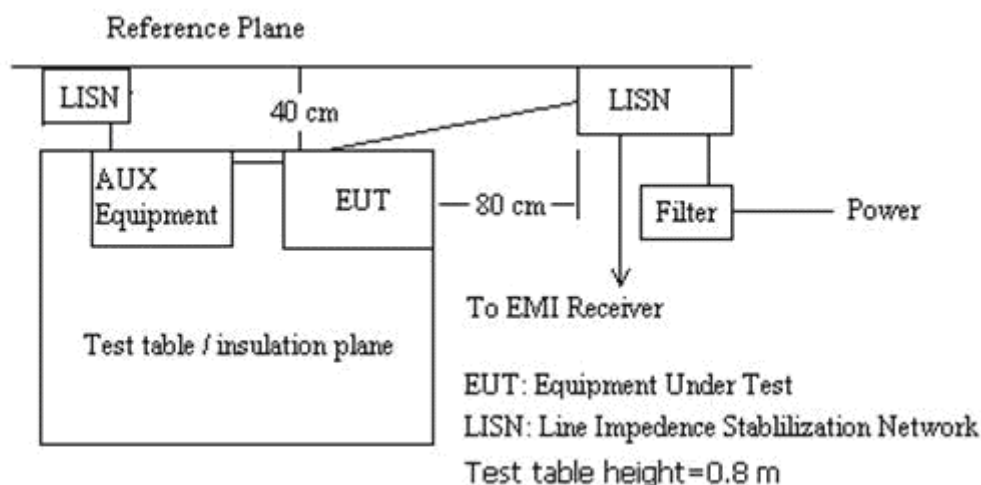 Reference Plane
LISN
40 cm
LISN
AUX
Equipment
EUT
80 cm
Filter
Power
To EMI Receiver
Test table / insulation plane
EUT: Equipment Under Test
LISN: Line Impedence Stablilization Network
Test table height=0.8 m